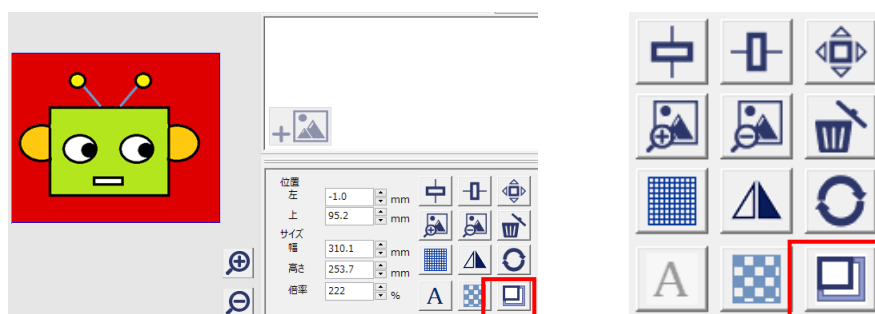 位置
左 -1.0 mm
上 95.2 mm
サイズ
幅 310.1 mm
高さ 253.7 mm
倍率 222 %
A
A